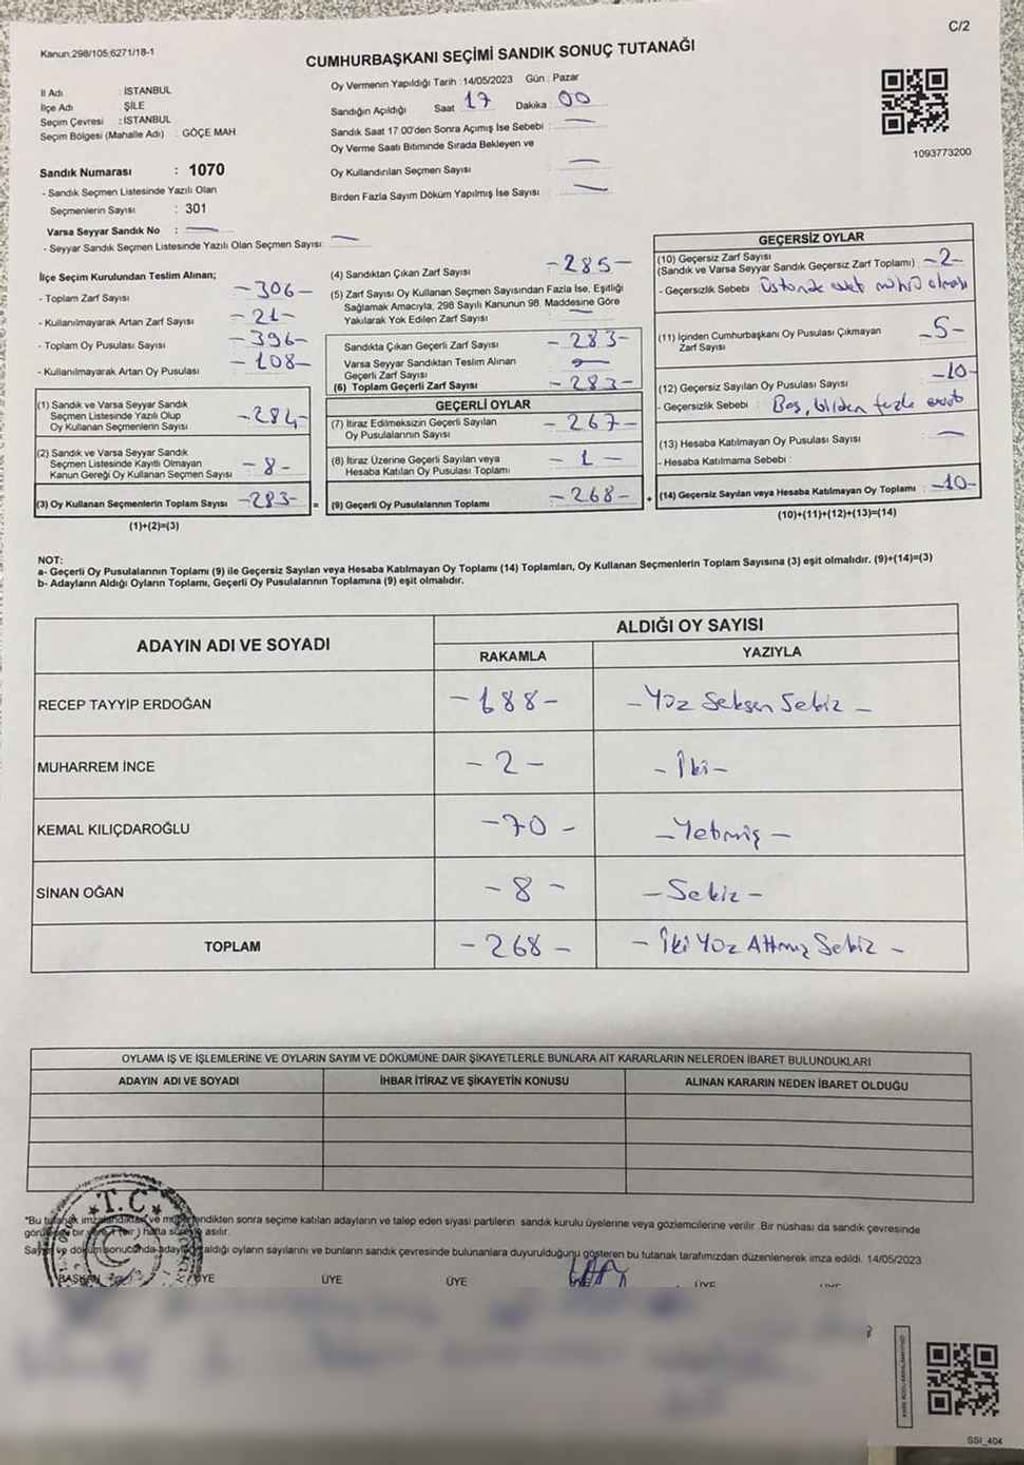 C/2
Kanun:298/105;6271/18-1
CUMHURBAŞKANI SEÇİMİ SANDIK SONUÇ TUTANAĞI
İl Adı : İSTANBUL
İlçe Adı : ŞİLE
Seçim Çevresi : İSTANBUL
Seçim Bölgesi (Mahalle Adı) : GÖÇE MAH
Sandık Numarası : 1070
- Sandık Seçmen Listesinde Yazılı Olan
Seçmenlerin Sayısı : 301
Varsa Seyyar Sandık No : —
- Seyyar Sandık Seçmen Listesinde Yazılı Olan Seçmen Sayısı —
Oy Vermenin Yapıldığı Tarih : 14/05/2023 Gün : Pazar
Sandığın Açıldığı Saat 17 Dakika 00
Sandık Saat 17:00'den Sonra Açımış İse Sebebi : —
Oy Verme Saati Bitiminde Sırada Bekleyen ve
Oy Kullandırılan Seçmen Sayısı —
Birden Fazla Sayım Döküm Yapılmış İse Sayısı —
1093773200
İlçe Seçim Kurulundan Teslim Alınan;
- Toplam Zarf Sayısı -306-
- Kullanılmayarak Artan Zarf Sayısı -21-
- Toplam Oy Pusulası Sayısı -396-
- Kullanılmayarak Artan Oy Pusulası -108-
(1) Sandık ve Varsa Seyyar Sandık
Seçmen Listesinde Yazılı Olup
Oy Kullanan Seçmenlerin Sayısı -284-
(2) Sandık ve Varsa Seyyar Sandık
Seçmen Listesinde Kayıtlı Olmayan
Kanun Gereği Oy Kullanan Seçmen Sayısı -8-
(3) Oy Kullanan Seçmenlerin Toplam Sayısı -283- =
(1)+(2)=(3)
(4) Sandıktan Çıkan Zarf Sayısı -285-
(5) Zarf Sayısı Oy Kullanan Seçmen Sayısından Fazla İse, Eşitliği
Sağlamak Amacıyla, 298 Sayılı Kanunun 98. Maddesine Göre
Yakılarak Yok Edilen Zarf Sayısı —
Sandıkta Çıkan Geçerli Zarf Sayısı -283-
Varsa Seyyar Sandıktan Teslim Alınan
Geçerli Zarf Sayısı
(6) Toplam Geçerli Zarf Sayısı -283-
GEÇERLİ OYLAR
(7) İtiraz Edilmeksizin Geçerli Sayılan
Oy Pusulalarının Sayısı -267-
(8) İtiraz Üzerine Geçerli Sayılan veya
Hesaba Katılan Oy Pusulası Toplamı -1-
(9) Geçerli Oy Pusulalarının Toplamı -268- +
GEÇERSİZ OYLAR
(10) Geçersiz Zarf Sayısı
(Sandık ve Varsa Seyyar Sandık Geçersiz Zarf Toplamı) -2-
- Geçersizlik Sebebi : Üstünde evet mührü olması
(11) İçinden Cumhurbaşkanı Oy Pusulası Çıkmayan
Zarf Sayısı -5-
(12) Geçersiz Sayılan Oy Pusulası Sayısı -10-
- Geçersizlik Sebebi : Boş, birden fazla evet
(13) Hesaba Katılmayan Oy Pusulası Sayısı —
- Hesaba Katılmama Sebebi :
(14) Geçersiz Sayılan veya Hesaba Katılmayan Oy Toplamı -10-
(10)+(11)+(12)+(13)=(14)
NOT:
a- Geçerli Oy Pusulalarının Toplamı (9) ile Geçersiz Sayılan veya Hesaba Katılmayan Oy Toplamı (14) Toplamları, Oy Kullanan Seçmenlerin Toplam Sayısına (3) eşit olmalıdır. (9)+(14)=(3)
b- Adayların Aldığı Oyların Toplamı, Geçerli Oy Pusulalarının Toplamına (9) eşit olmalıdır.
ADAYIN ADI VE SOYADI ALDIĞI OY SAYISI
RAKAMLA YAZIYLA
RECEP TAYYİP ERDOĞAN -188- -Yüz Seksen Sekiz-
MUHARREM İNCE -2- -İki-
KEMAL KILIÇDAROĞLU -70- -Yetmiş-
SİNAN OĞAN -8- -Sekiz-
TOPLAM -268- -İki Yüz Altmış Sekiz-
OYLAMA İŞ VE İŞLEMLERİNE VE OYLARIN SAYIM VE DÖKÜMÜNE DAİR ŞİKAYETLERLE BUNLARA AİT KARARLARIN NELERDEN İBARET BULUNDUKLARI
ADAYIN ADI VE SOYADI İHBAR İTİRAZ VE ŞİKAYETİN KONUSU ALINAN KARARIN NEDEN İBARET OLDUĞU
T.C.
"Bu tutanak imzalandıktan ve mühürlendikten sonra seçime katılan adayların ve talep eden siyasi partilerin sandık kurulu üyelerine veya gözlemcilerine verilir. Bir nüshası da sandık çevresinde
bir hafta asılır.
Sayım ve döküm sonucunda adayların aldığı oyların sayılarını ve bunların sandık çevresinde bulunanlara duyurulduğunu gösteren bu tutanak tarafımızdan düzenlenerek imza edildi. 14/05/2023
BAŞKAN ÜYE ÜYE ÜYE ÜYE
SSI_404